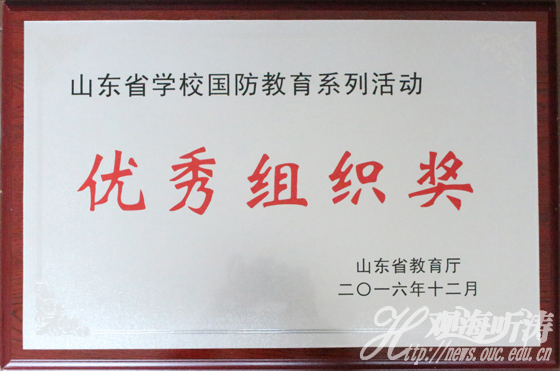 山东省学校国防教育系列活动
优秀组织奖
山东省教育厅
二〇一六年十二月
观海听涛
http://news.ouc.edu.cn